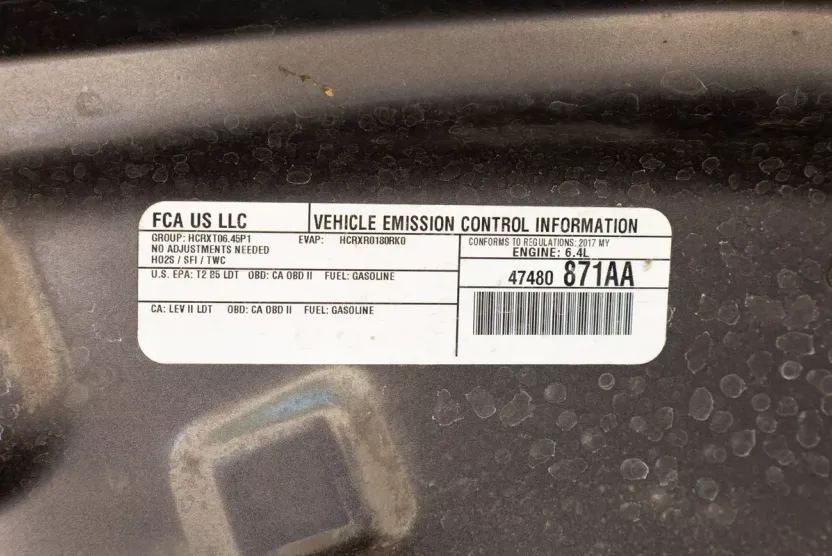 FCA US LLC
VEHICLE EMISSION CONTROL INFORMATION
GROUP: HCRXT06.45P1 EVAP: HCRXR0180RK0
NO ADJUSTMENTS NEEDED
HO2S / SFI / TWC
CONFORMS TO REGULATIONS: 2017 MY
ENGINE: 6.4L
U.S. EPA: T2 B5 LDT OBD: CA OBD II FUEL: GASOLINE
47480 871AA
CA: LEV II LDT OBD: CA OBD II FUEL: GASOLINE